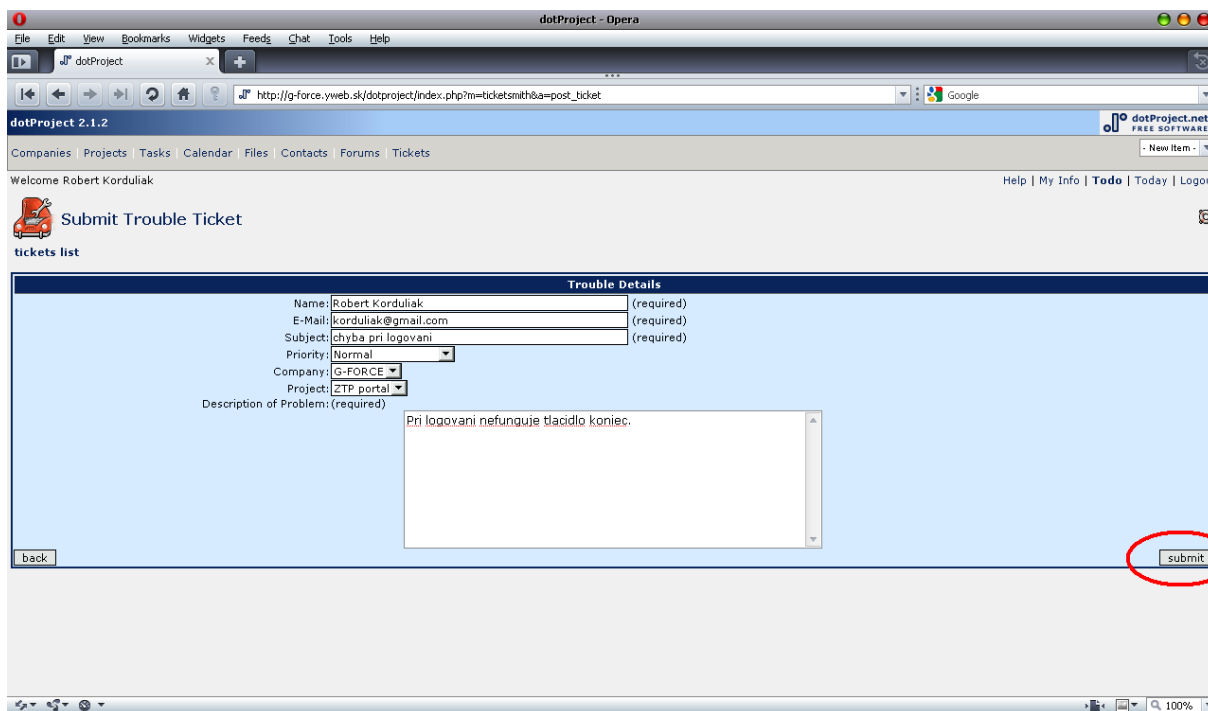 dotProject - Opera
File Edit View Bookmarks Widgets Feeds Chat Tools Help
dotProject
http://g-force.yweb.sk/dotproject/index.php?m=ticketsmith&a=post_ticket Google
dotProject 2.1.2 dotProject.net
FREE SOFTWARE
Companies Projects Tasks Calendar Files Contacts Forums Tickets - New Item -
Welcome Robert Korduliak Help | My Info | Todo | Today |
Submit Trouble Ticket
tickets list
Trouble Details
Name: Robert Korduliak (required)
E-Mail: korduliak@gmail.com (required)
Subject: chyba pri logovani (required)
Priority: Normal
Company: G-FORCE
Project: ZTP portal
Description of Problem: (required)
Pri logovani nefunguje tlacidlo koniec.
back submit
100%